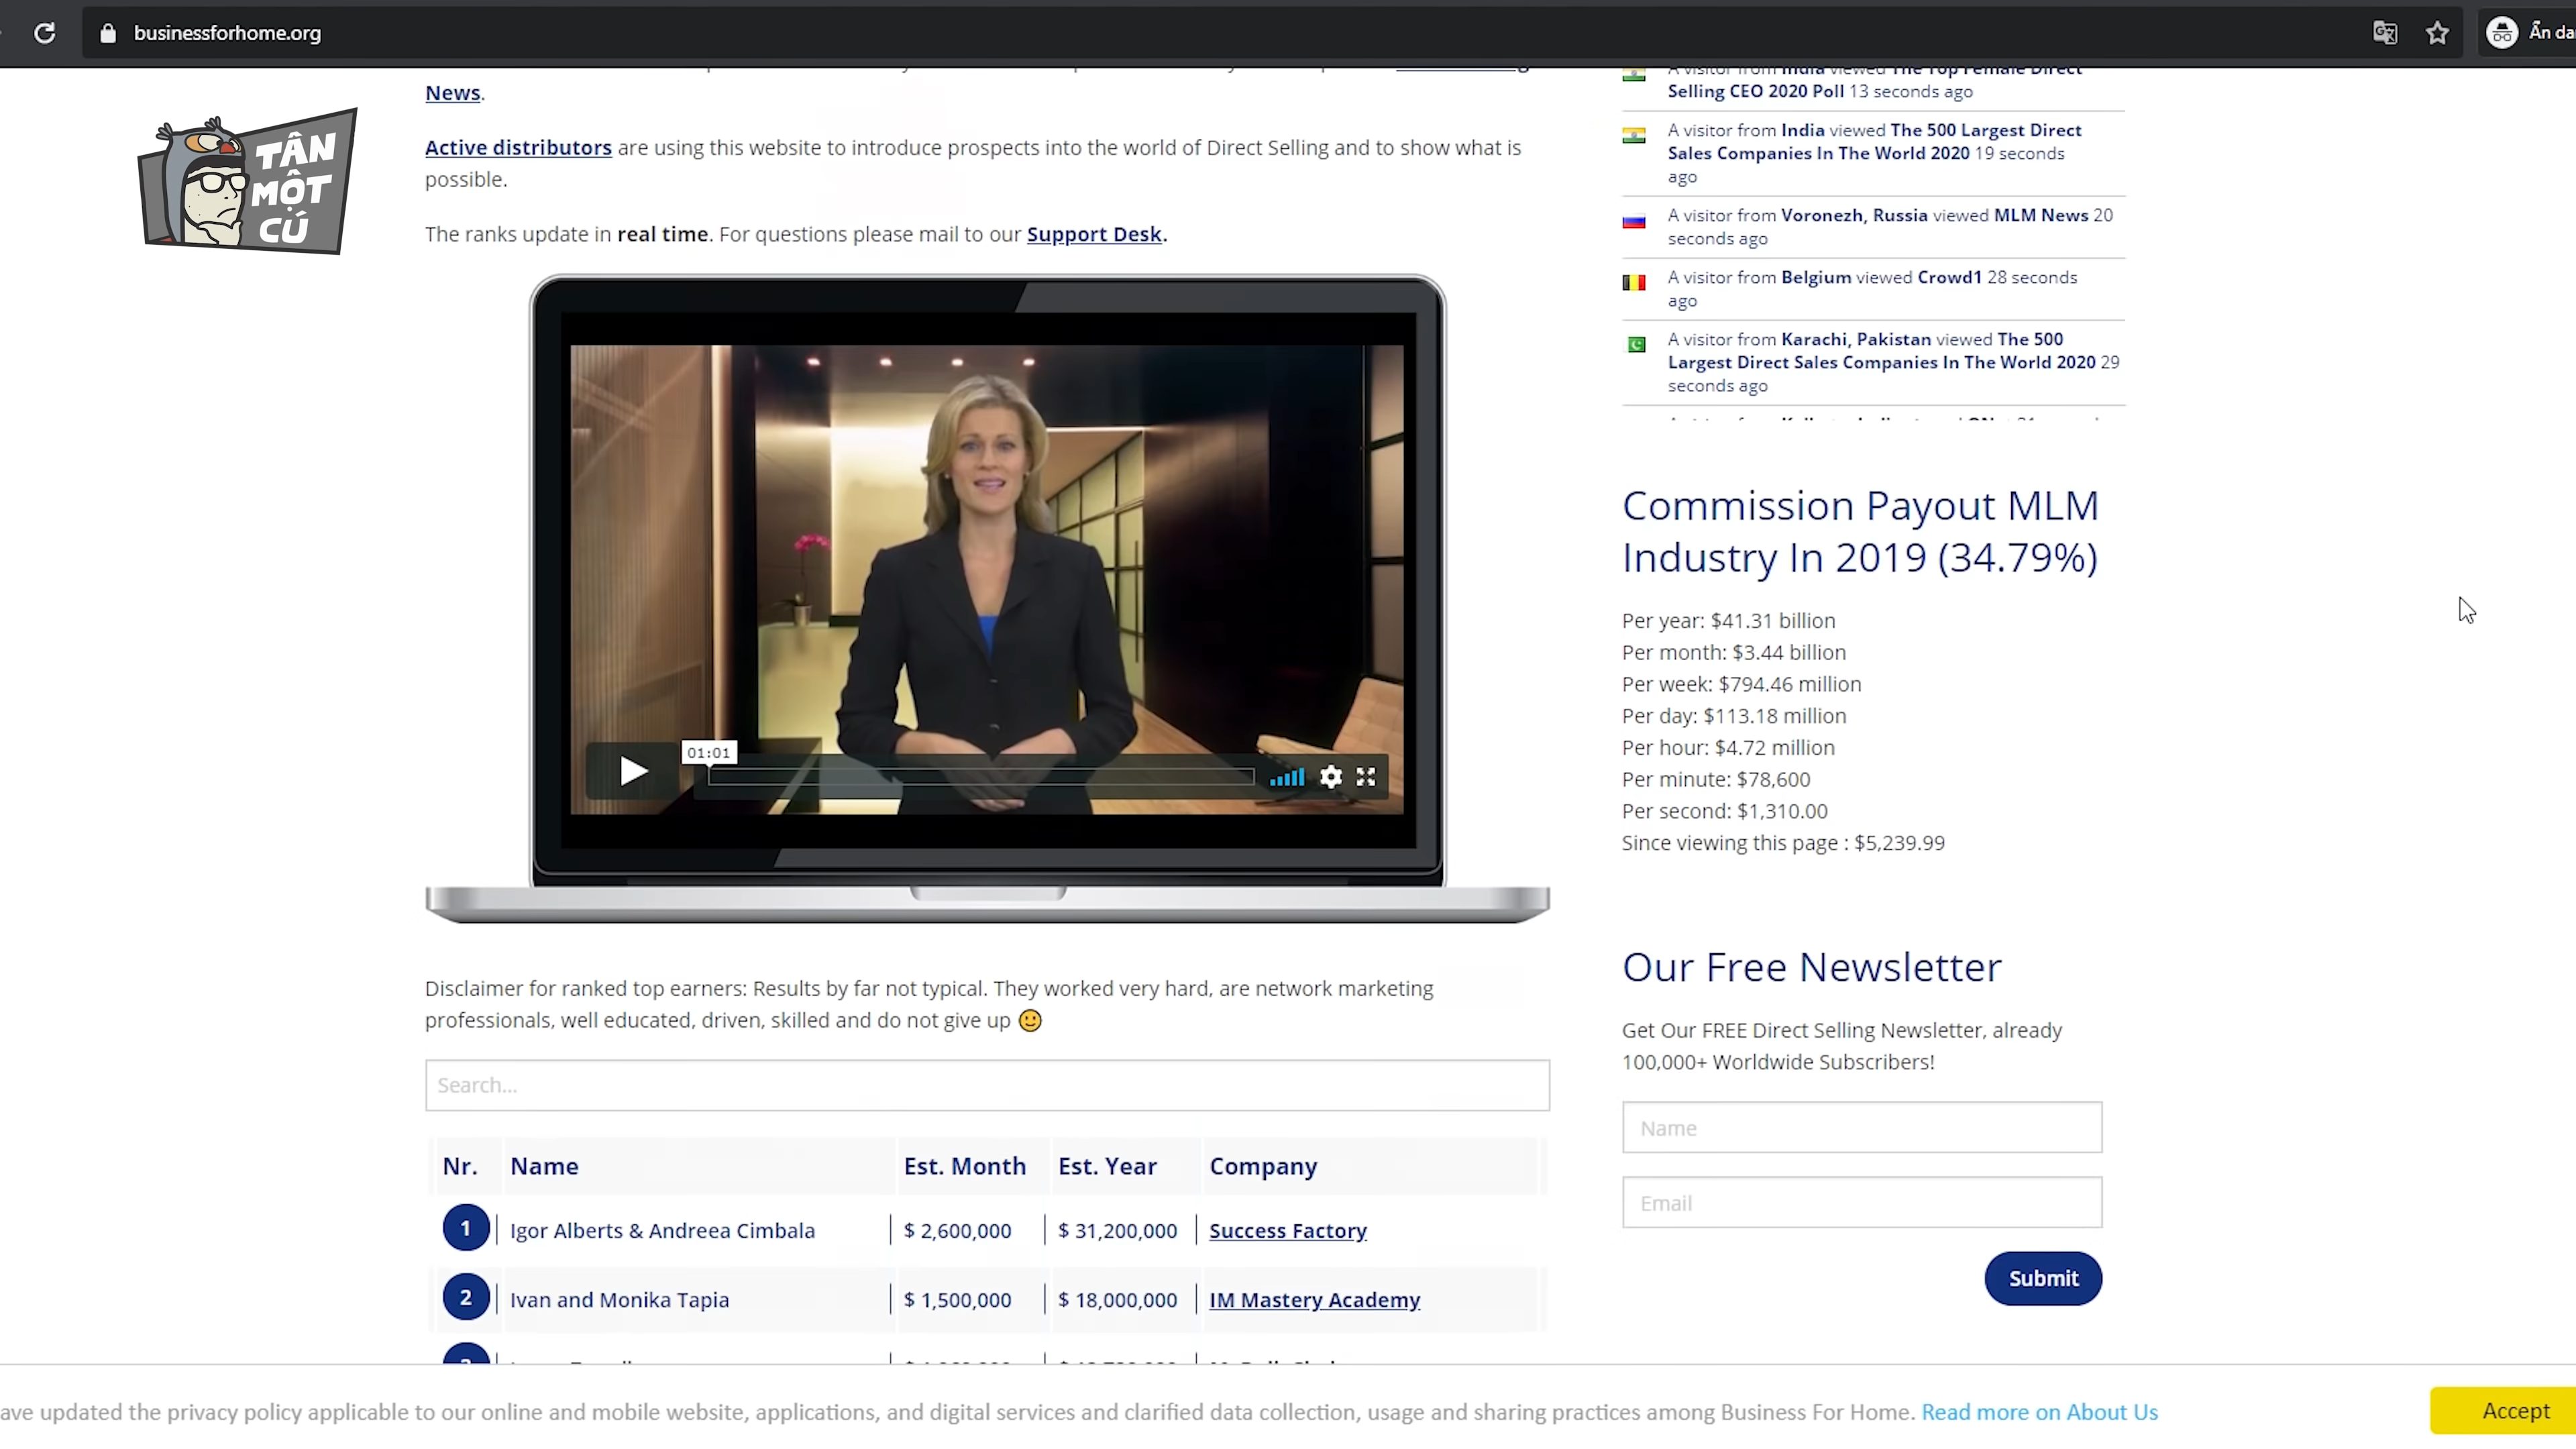 businessforhome.org
Ẩn da
TÂN
MỘT
CÚ
News.
Active distributors are using this website to introduce prospects into the world of Direct Selling and to show what is
possible.
The ranks update in real time. For questions please mail to our Support Desk.
01:01
Disclaimer for ranked top earners: Results by far not typical. They worked very hard, are network marketing
professionals, well educated, driven, skilled and do not give up
Search...
Nr. Name Est. Month Est. Year Company
1 Igor Alberts & Andreea Cimbala $ 2,600,000 $ 31,200,000 Success Factory
2 Ivan and Monika Tapia $ 1,500,000 $ 18,000,000 IM Mastery Academy
A visitor from India viewed The Top Female Direct
Selling CEO 2020 Poll 13 seconds ago
A visitor from India viewed The 500 Largest Direct
Sales Companies In The World 2020 19 seconds
ago
A visitor from Voronezh, Russia viewed MLM News 20
seconds ago
A visitor from Belgium viewed Crowd1 28 seconds
ago
A visitor from Karachi, Pakistan viewed The 500
Largest Direct Sales Companies In The World 2020 29
seconds ago
Commission Payout MLM
Industry In 2019 (34.79%)
Per year: $41.31 billion
Per month: $3.44 billion
Per week: $794.46 million
Per day: $113.18 million
Per hour: $4.72 million
Per minute: $78,600
Per second: $1,310.00
Since viewing this page : $5,239.99
Our Free Newsletter
Get Our FREE Direct Selling Newsletter, already
100,000+ Worldwide Subscribers!
Name
Email
Submit
ave updated the privacy policy applicable to our online and mobile website, applications, and digital services and clarified data collection, usage and sharing practices among Business For Home. Read more on About Us
Accept